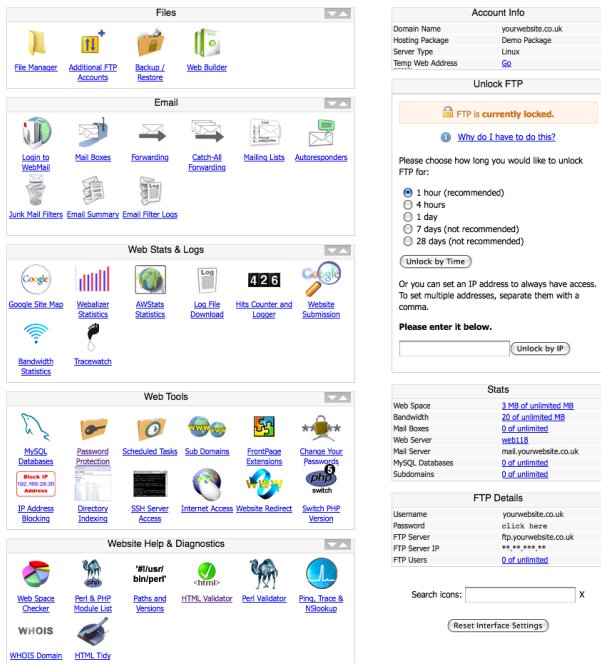 Files
File Manager
Additional FTP
Accounts
Backup /
Restore
Web Builder
Email
Login to
WebMail
Mail Boxes
Forwarding
Catch-All
Forwarding
Mailing Lists
Autoresponders
Junk Mail Filters
Email Summary
Email Filter Logs
Web Stats & Logs
Google
Log
426
Google
Google Site Map
Webalizer
Statistics
AWStats
Statistics
Log File
Download
Hits Counter and
Logger
Website
Submission
Bandwidth
Statistics
Tracewatch
Web Tools
MySQL
Databases
Password
Protection
Scheduled Tasks
Sub Domains
FrontPage
Extensions
Change Your
Passwords
Block IP
192.168.29.30
Address
www
php 5
switch
IP Address
Blocking
Directory
Indexing
SSH Server
Access
Internet Access
Website Redirect
Switch PHP
Version
Website Help & Diagnostics
php
'#!/usr/
bin/perl'
<html>
Web Space
Checker
Perl & PHP
Module List
Paths and
Versions
HTML Validator
Perl Validator
Ping, Trace &
NSlookup
WHOIS
WHOIS Domain
HTML Tidy
Account Info
Domain Name yourwebsite.co.uk
Hosting Package Demo Package
Server Type Linux
Temp Web Address Go
Unlock FTP
FTP is currently locked.
Why do I have to do this?
Please choose how long you would like to unlock
FTP for:
1 hour (recommended)
4 hours
1 day
7 days (not recommended)
28 days (not recommended)
Unlock by Time
Or you can set an IP address to always have access.
To set multiple addresses, separate them with a
comma.
Please enter it below.
Unlock by IP
Stats
Web Space 3 MB of unlimited MB
Bandwidth 20 of unlimited MB
Mail Boxes 0 of unlimited
Web Server web118
Mail Server mail.yourwebsite.co.uk
MySQL Databases 0 of unlimited
Subdomains 0 of unlimited
FTP Details
Username yourwebsite.co.uk
Password click here
FTP Server ftp.yourwebsite.co.uk
FTP Server IP **.**.***.**
FTP Users 0 of unlimited
Search icons: X
Reset Interface Settings